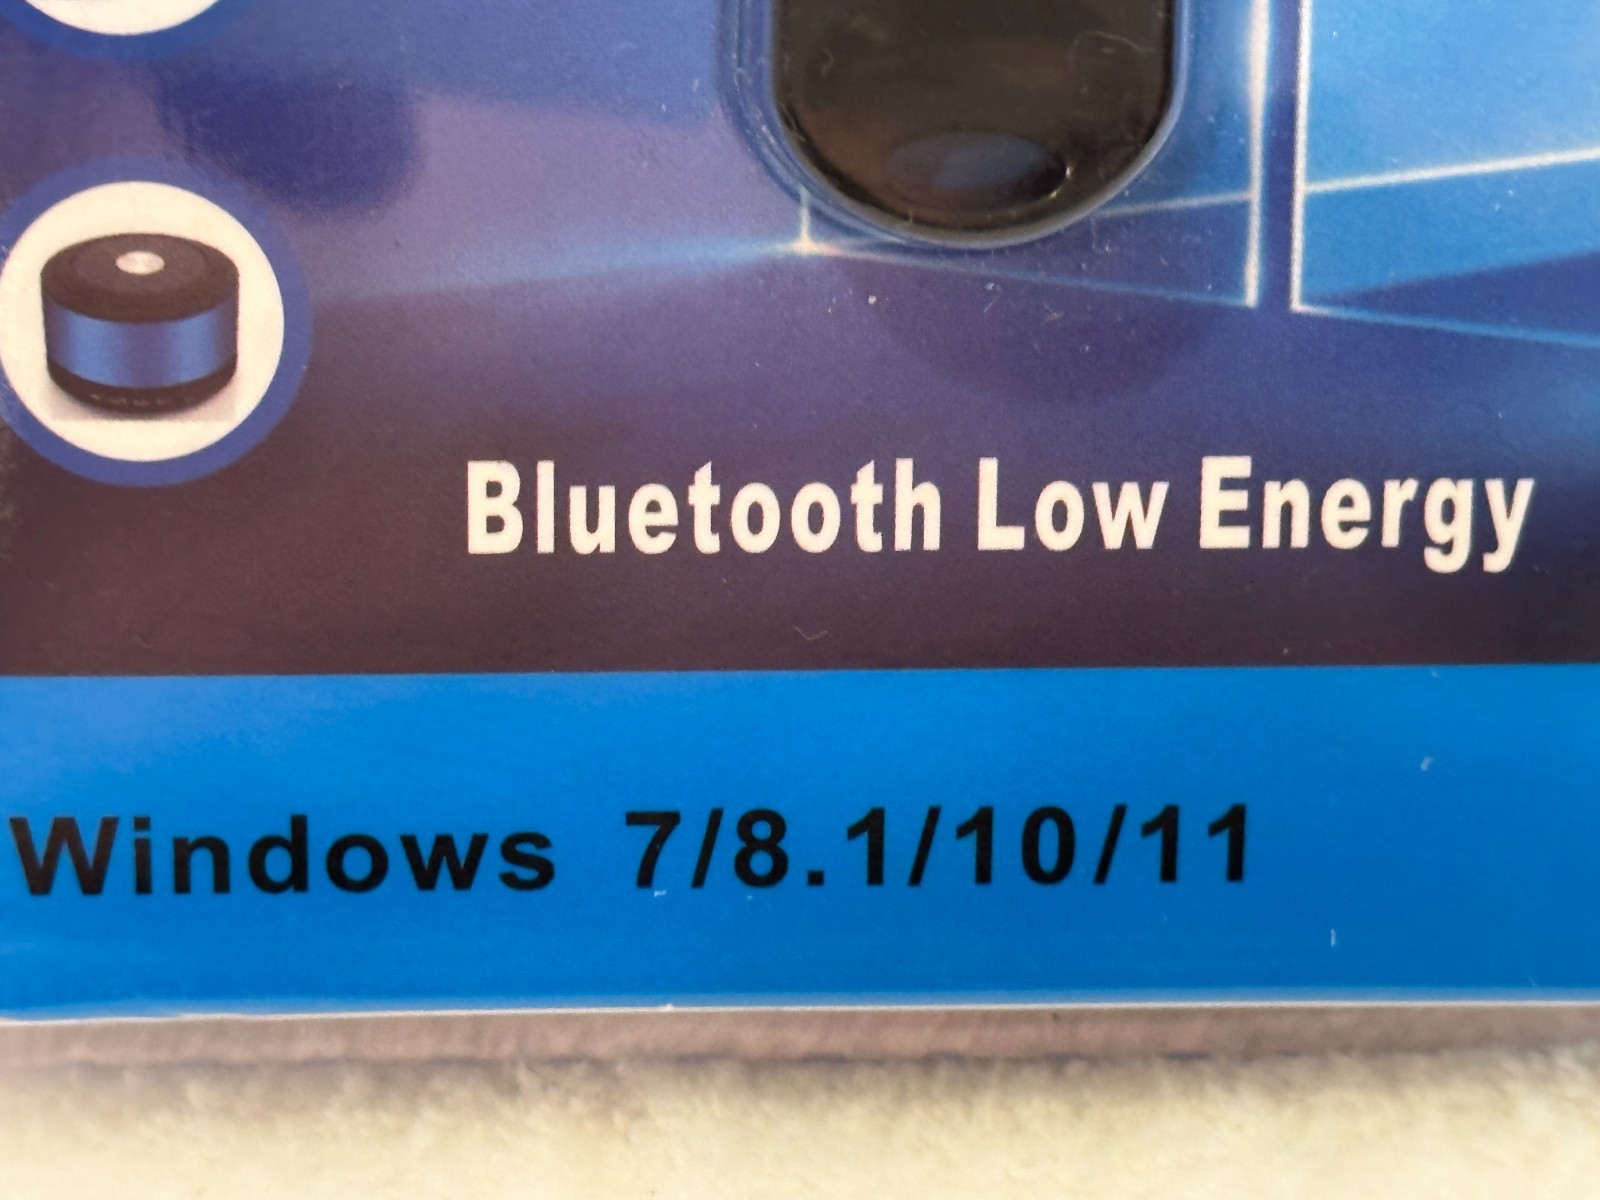 Bluetooth Low Energy
Windows 7/8.1/10/11